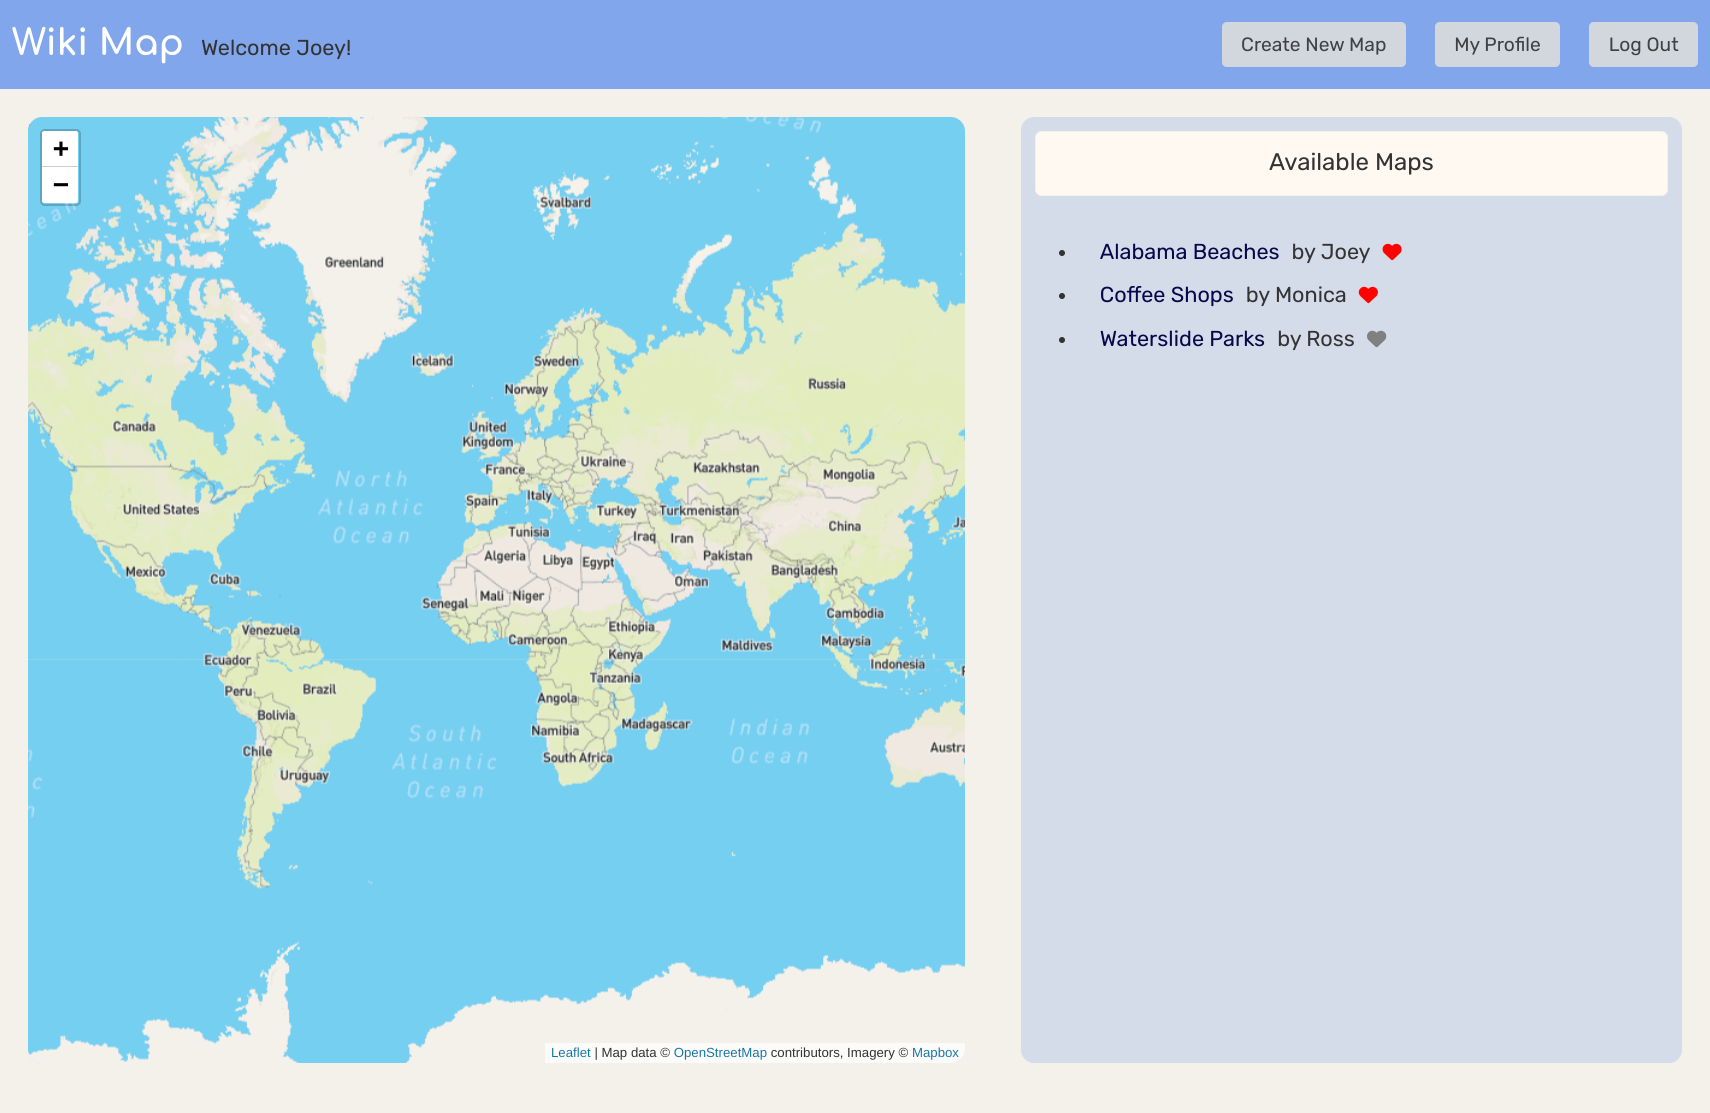 Wiki Map Welcome Joey!
Create New Map
My Profile
Log Out
+
−
Ocean
Svalbard
Greenland
Iceland
Sweden
Norway
Russia
Canada
United
Kingdom
Ukraine
France
Kazakhstan
Mongolia
North
Atlantic
Ocean
Spain
Italy
United States
Turkey
Turkmenistan
China
Ja
Tunisia
Iraq
Iran
Algeria
Libya
Egypt
Pakistan
Mexico
Bangladesh
Cuba
Oman
Mali
Niger
Senegal
Cambodia
Venezuela
Ethiopia
Cameroon
Maldives
Malaysia
Kenya
Ecuador
Indonesia
Tanzania
Peru
Brazil
Angola
Bolivia
Madagascar
Namibia
Indian
Ocean
South
Atlantic
Ocean
Chile
Austra
South Africa
Uruguay
Leaflet | Map data © OpenStreetMap contributors, Imagery © Mapbox
Available Maps
• Alabama Beaches by Joey
• Coffee Shops by Monica
• Waterslide Parks by Ross